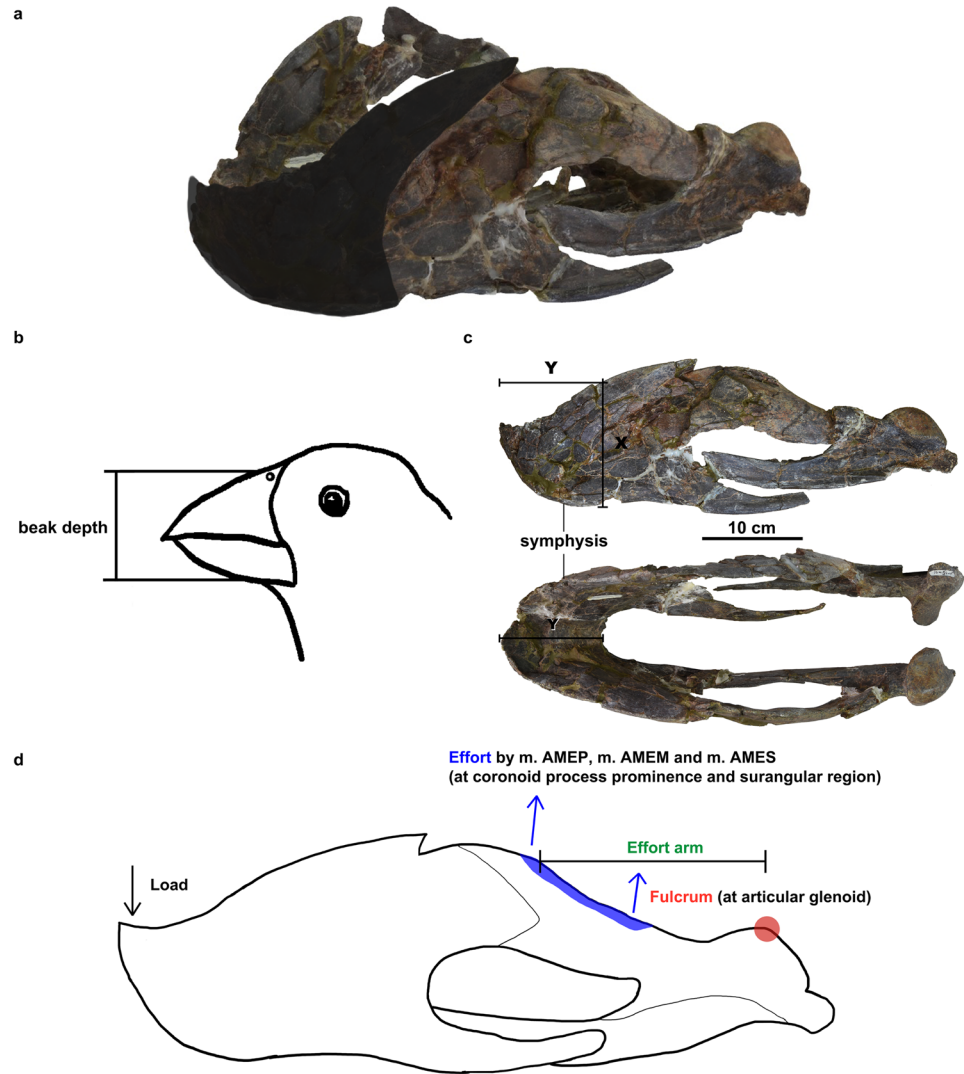 a
b
c
Y
X
beak depth
10 cm
symphysis
Y
d
Effort by m. AMEP, m. AMEM and m. AMES
(at coronoid process prominence and surangular region)
Effort arm
Load
Fulcrum (at articular glenoid)